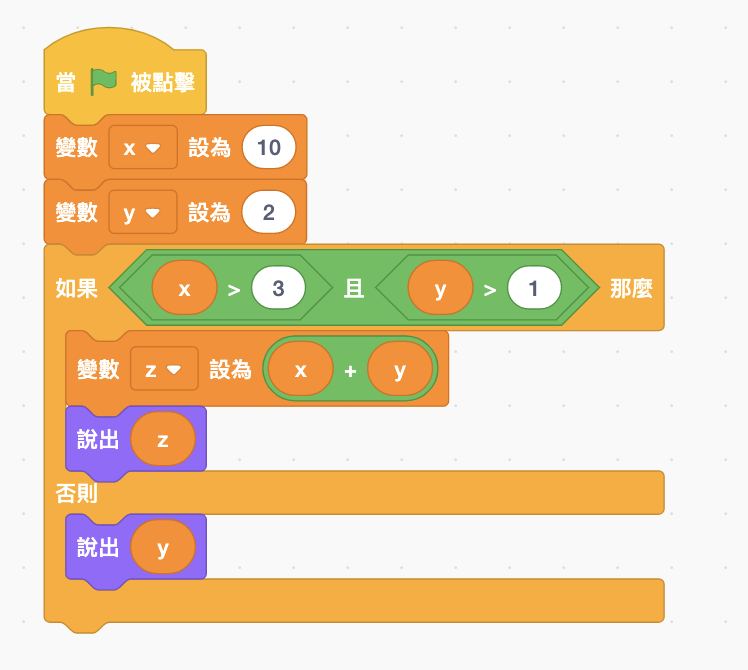 當 被點擊
變數 x 設為 10
變數 y 設為 2
如果 x > 3 且 y > 1 那麼
變數 z 設為 x + y
說出 z
否則
說出 y